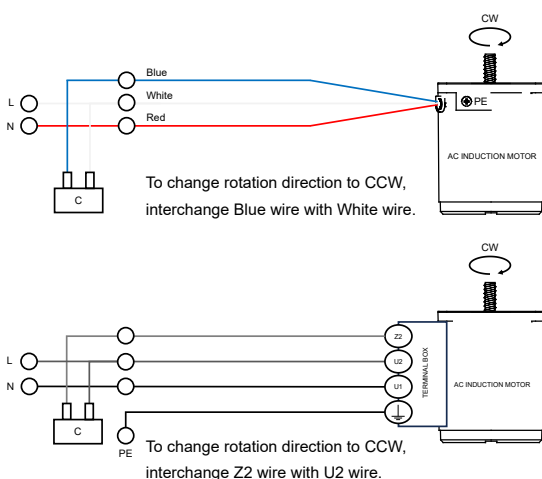 CW
Blue
White
L
Red
N
PE
AC INDUCTION MOTOR
C
To change rotation direction to CCW,
interchange Blue wire with White wire.
CW
Z2
L
U2
N
U1
TERMINAL BOX
AC INDUCTION MOTOR
C
PE
To change rotation direction to CCW,
interchange Z2 wire with U2 wire.